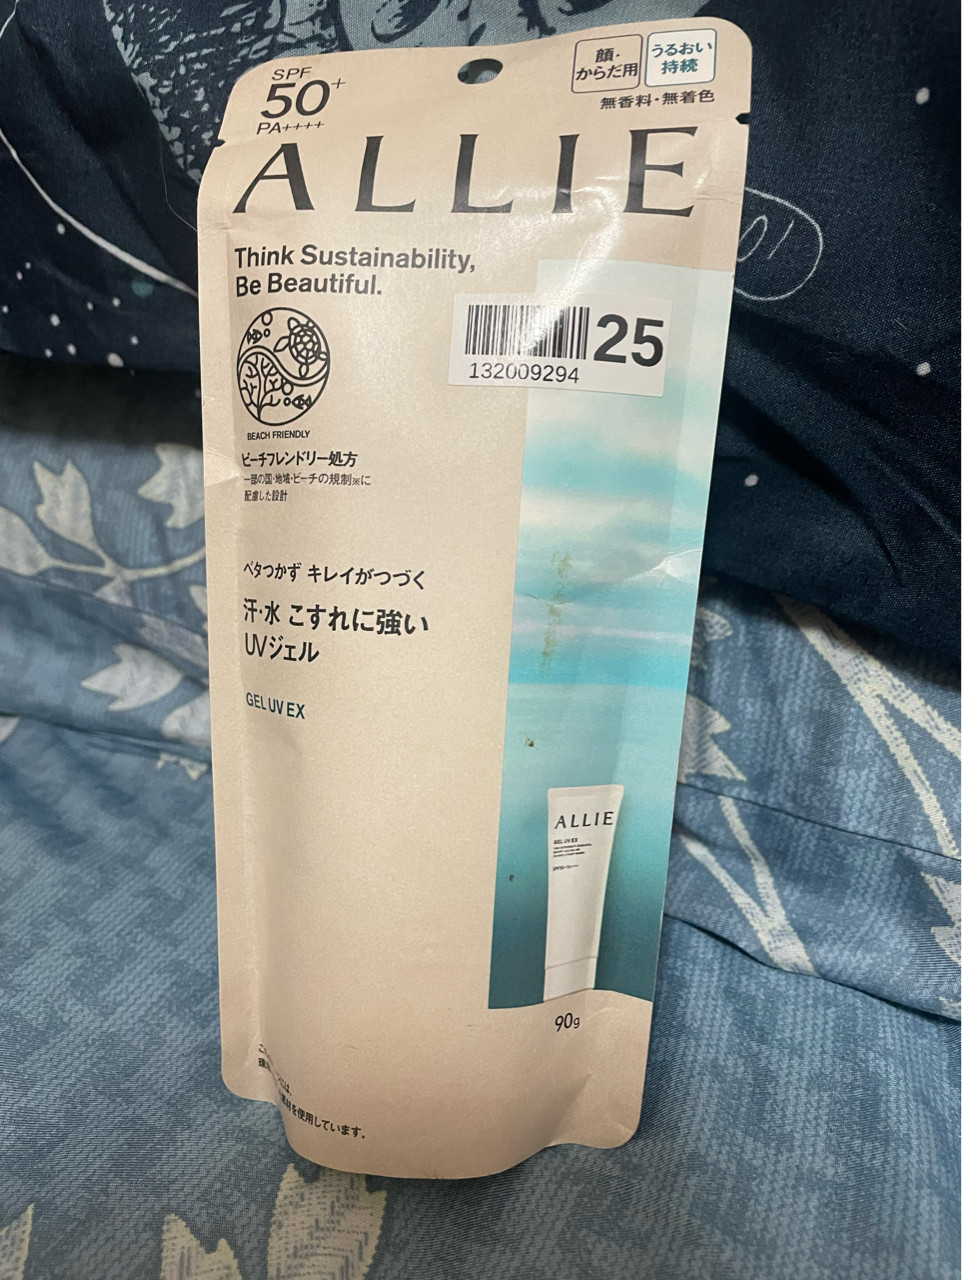 SPF
50+
PA++++
顔・
からだ用
うるおい
持続
無香料・無着色
ALLIE
Think Sustainability,
Be Beautiful.
25
132009294
BEACH FRIENDLY
ビーチフレンドリー処方
一部の国・地域・ビーチの規制※に
配慮した設計
ベタつかず キレイがつづく
汗・水 こすれに強い
UVジェル
GEL UV EX
ALLIE
GEL UV EX
90g
を使用しています。